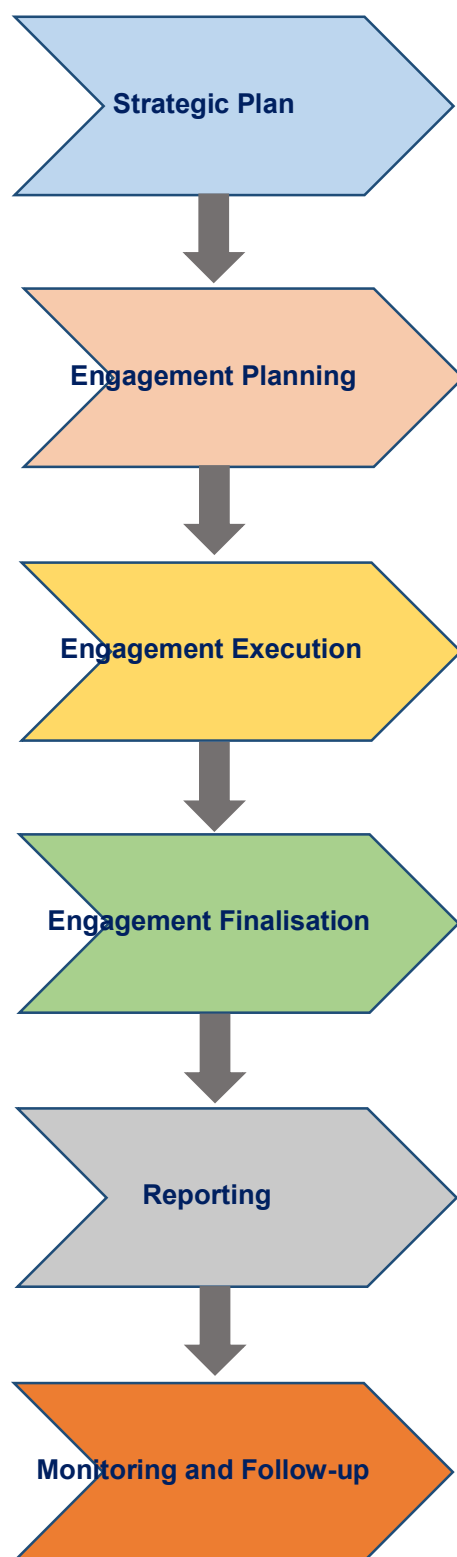 Strategic Plan
Engagement Planning
Engagement Execution
Engagement Finalisation
Reporting
Monitoring and Follow-up